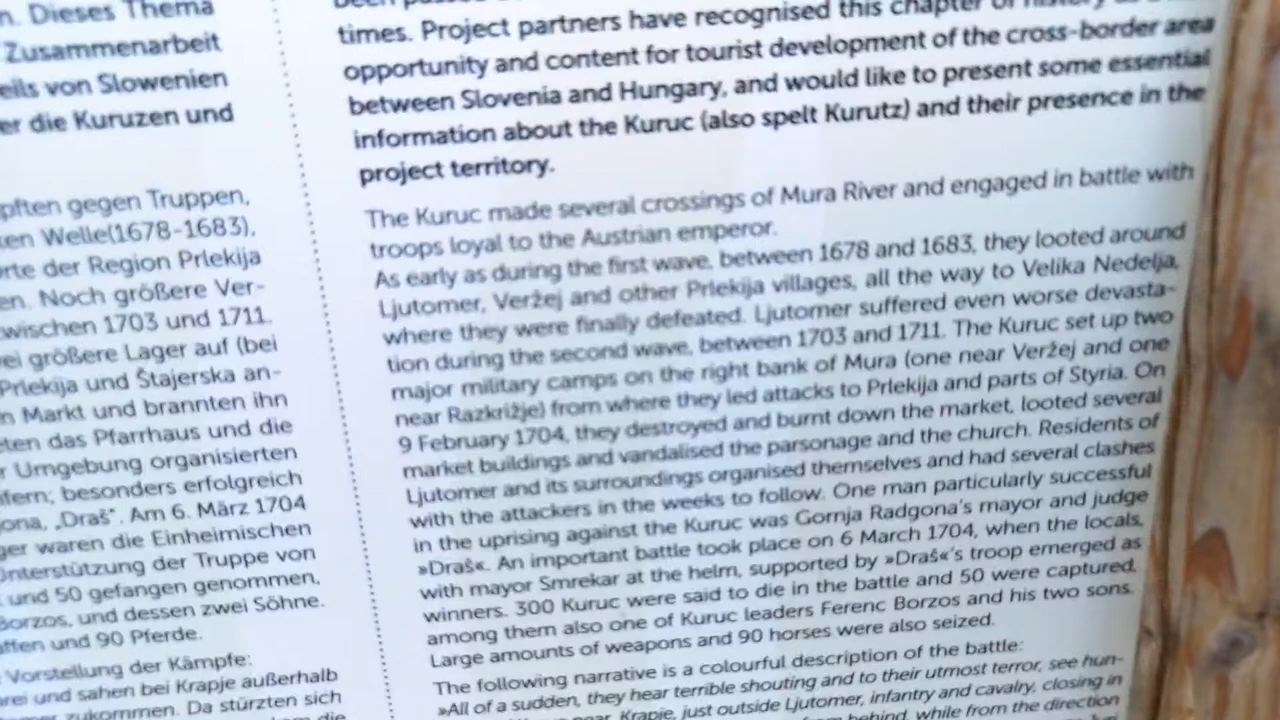 n. Dieses Thema
Zusammenarbeit
eils von Slowenien
er die Kuruzen und
pften gegen Truppen,
ken Welle(1678-1683),
rte der Region Prlekija
en. Noch größere Ver-
zwischen 1703 und 1711.
ei größere Lager auf (bei
Prlekija und Štajerska an-
n Markt und brannten ihn
eten das Pfarrhaus und die
r Umgebung organisierten
ifern; besonders erfolgreich
gona, „Draš“. Am 6. März 1704
ger waren die Einheimischen
Unterstützung der Truppe von
und 50 gefangen genommen,
Borzos, und dessen zwei Söhne.
affen und 90 Pferde.
Vorstellung der Kämpfe:
rei und sahen bei Krapje außerhalb
zukommen. Da stürzten sich
die
been passed
times. Project partners have recognised this chapter of history as
opportunity and content for tourist development of the cross-border area
between Slovenia and Hungary, and would like to present some essential
information about the Kuruc (also spelt Kurutz) and their presence in the
project territory.
The Kuruc made several crossings of Mura River and engaged in battle with
troops loyal to the Austrian emperor.
As early as during the first wave, between 1678 and 1683, they looted around
Ljutomer, Veržej and other Prlekija villages, all the way to Velika Nedelja,
where they were finally defeated. Ljutomer suffered even worse devasta-
tion during the second wave, between 1703 and 1711. The Kuruc set up two
major military camps on the right bank of Mura (one near Veržej and one
near Razkrižje) from where they led attacks to Prlekija and parts of Styria. On
9 February 1704, they destroyed and burnt down the market, looted several
market buildings and vandalised the parsonage and the church. Residents of
Ljutomer and its surroundings organised themselves and had several clashes
with the attackers in the weeks to follow. One man particularly successful
in the uprising against the Kuruc was Gornja Radgona's mayor and judge
»Draš«. An important battle took place on 6 March 1704, when the locals,
with mayor Smrekar at the helm, supported by »Draš«'s troop emerged as
winners. 300 Kuruc were said to die in the battle and 50 were captured,
among them also one of Kuruc leaders Ferenc Borzos and his two sons.
Large amounts of weapons and 90 horses were also seized.
The following narrative is a colourful description of the battle:
»All of a sudden, they hear terrible shouting and to their utmost terror, see hun-
near Krapje, just outside Ljutomer, infantry and cavalry, closing in
from behind, while from the direction